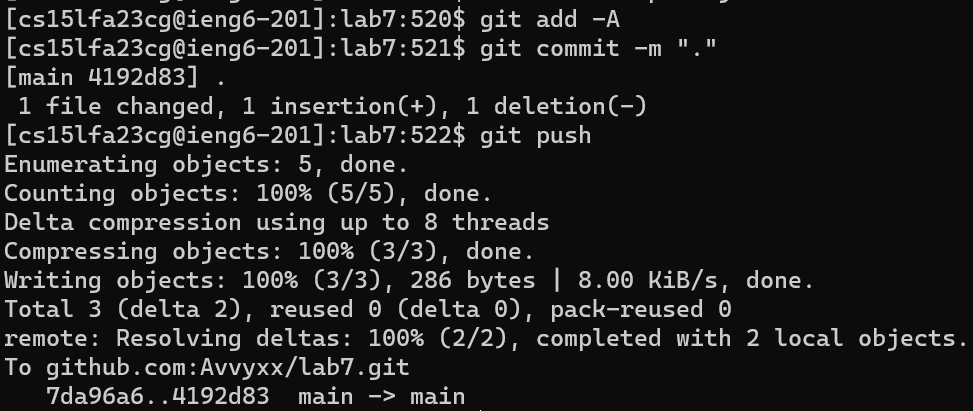 [cs15lfa23cg@ieng6-201]:lab7:520$ git add -A
[cs15lfa23cg@ieng6-201]:lab7:521$ git commit -m "."
[main 4192d83] .
 1 file changed, 1 insertion(+), 1 deletion(-)
[cs15lfa23cg@ieng6-201]:lab7:522$ git push
Enumerating objects: 5, done.
Counting objects: 100% (5/5), done.
Delta compression using up to 8 threads
Compressing objects: 100% (3/3), done.
Writing objects: 100% (3/3), 286 bytes | 8.00 KiB/s, done.
Total 3 (delta 2), reused 0 (delta 0), pack-reused 0
remote: Resolving deltas: 100% (2/2), completed with 2 local objects.
To github.com:Avvyxx/lab7.git
   7da96a6..4192d83  main -> main